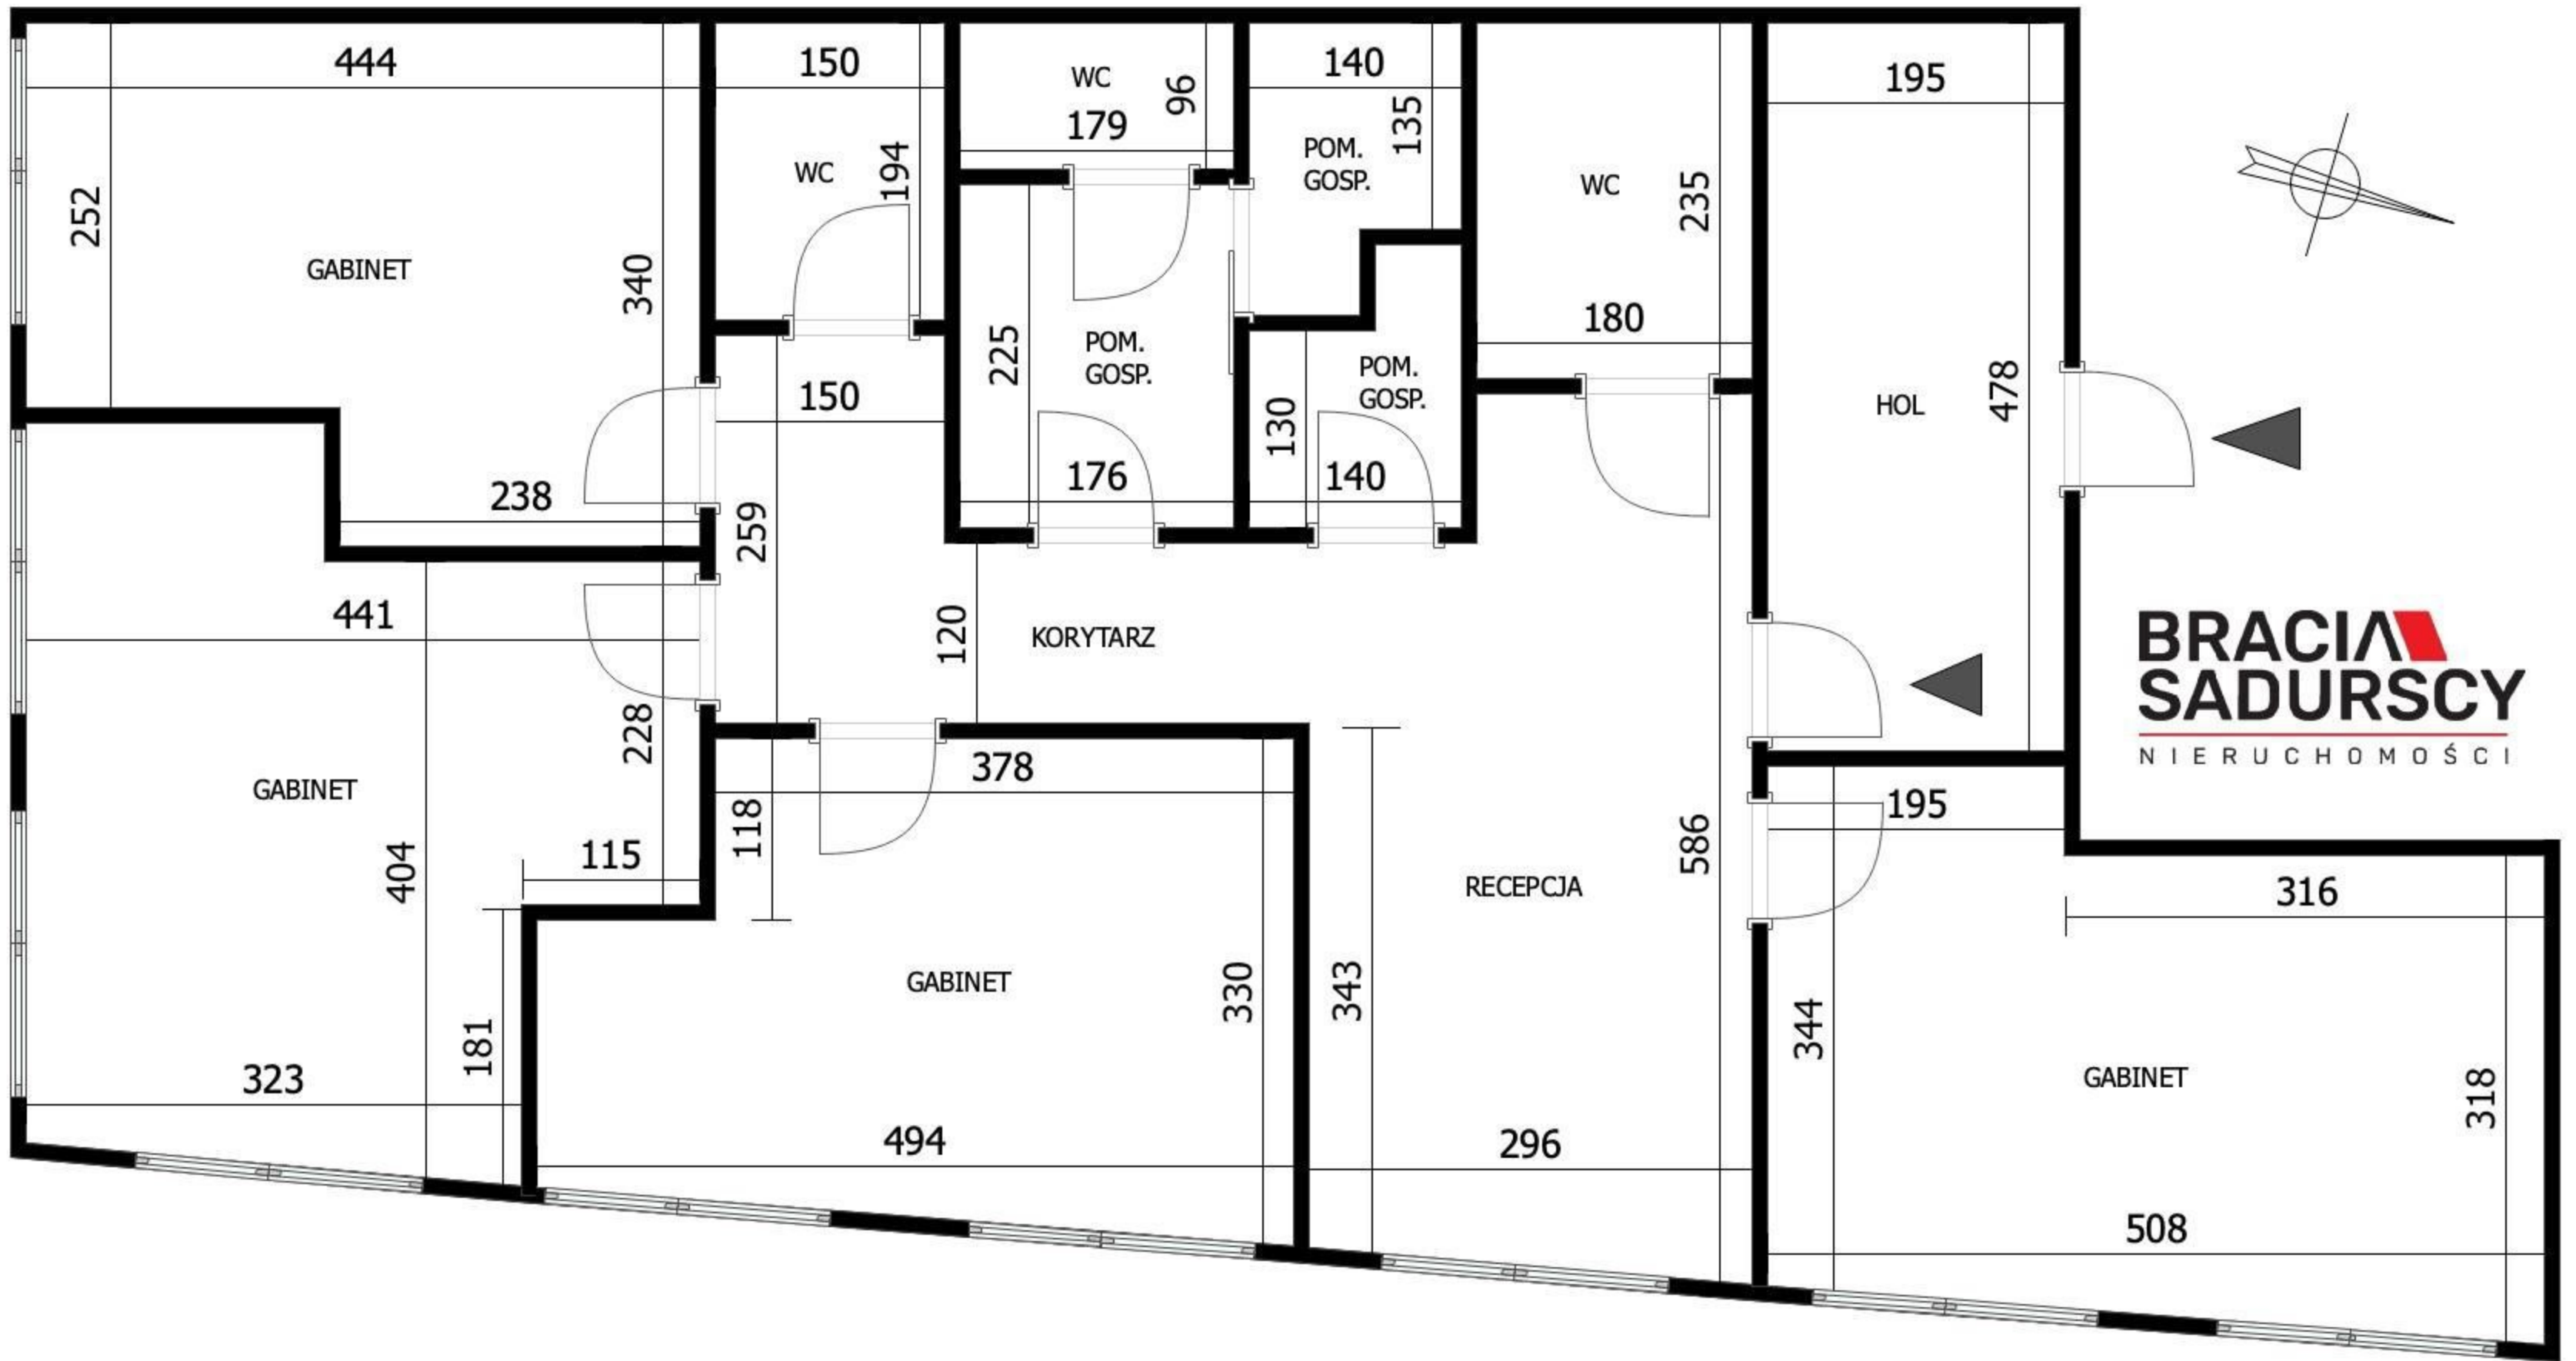 444
150
WC
179
96
140
135
195
252
GABINET
340
WC
194
POM.
GOSP.
WC
235
180
225
POM.
GOSP.
POM.
GOSP.
130
150
HOL
478
238
259
176
140
441
120
KORYTARZ
BRACIA
SADURSCY
NIERUCHOMOŚCI
228
GABINET
378
118
195
115
404
586
RECEPCJA
316
GABINET
330
343
344
GABINET
181
323
318
494
296
508